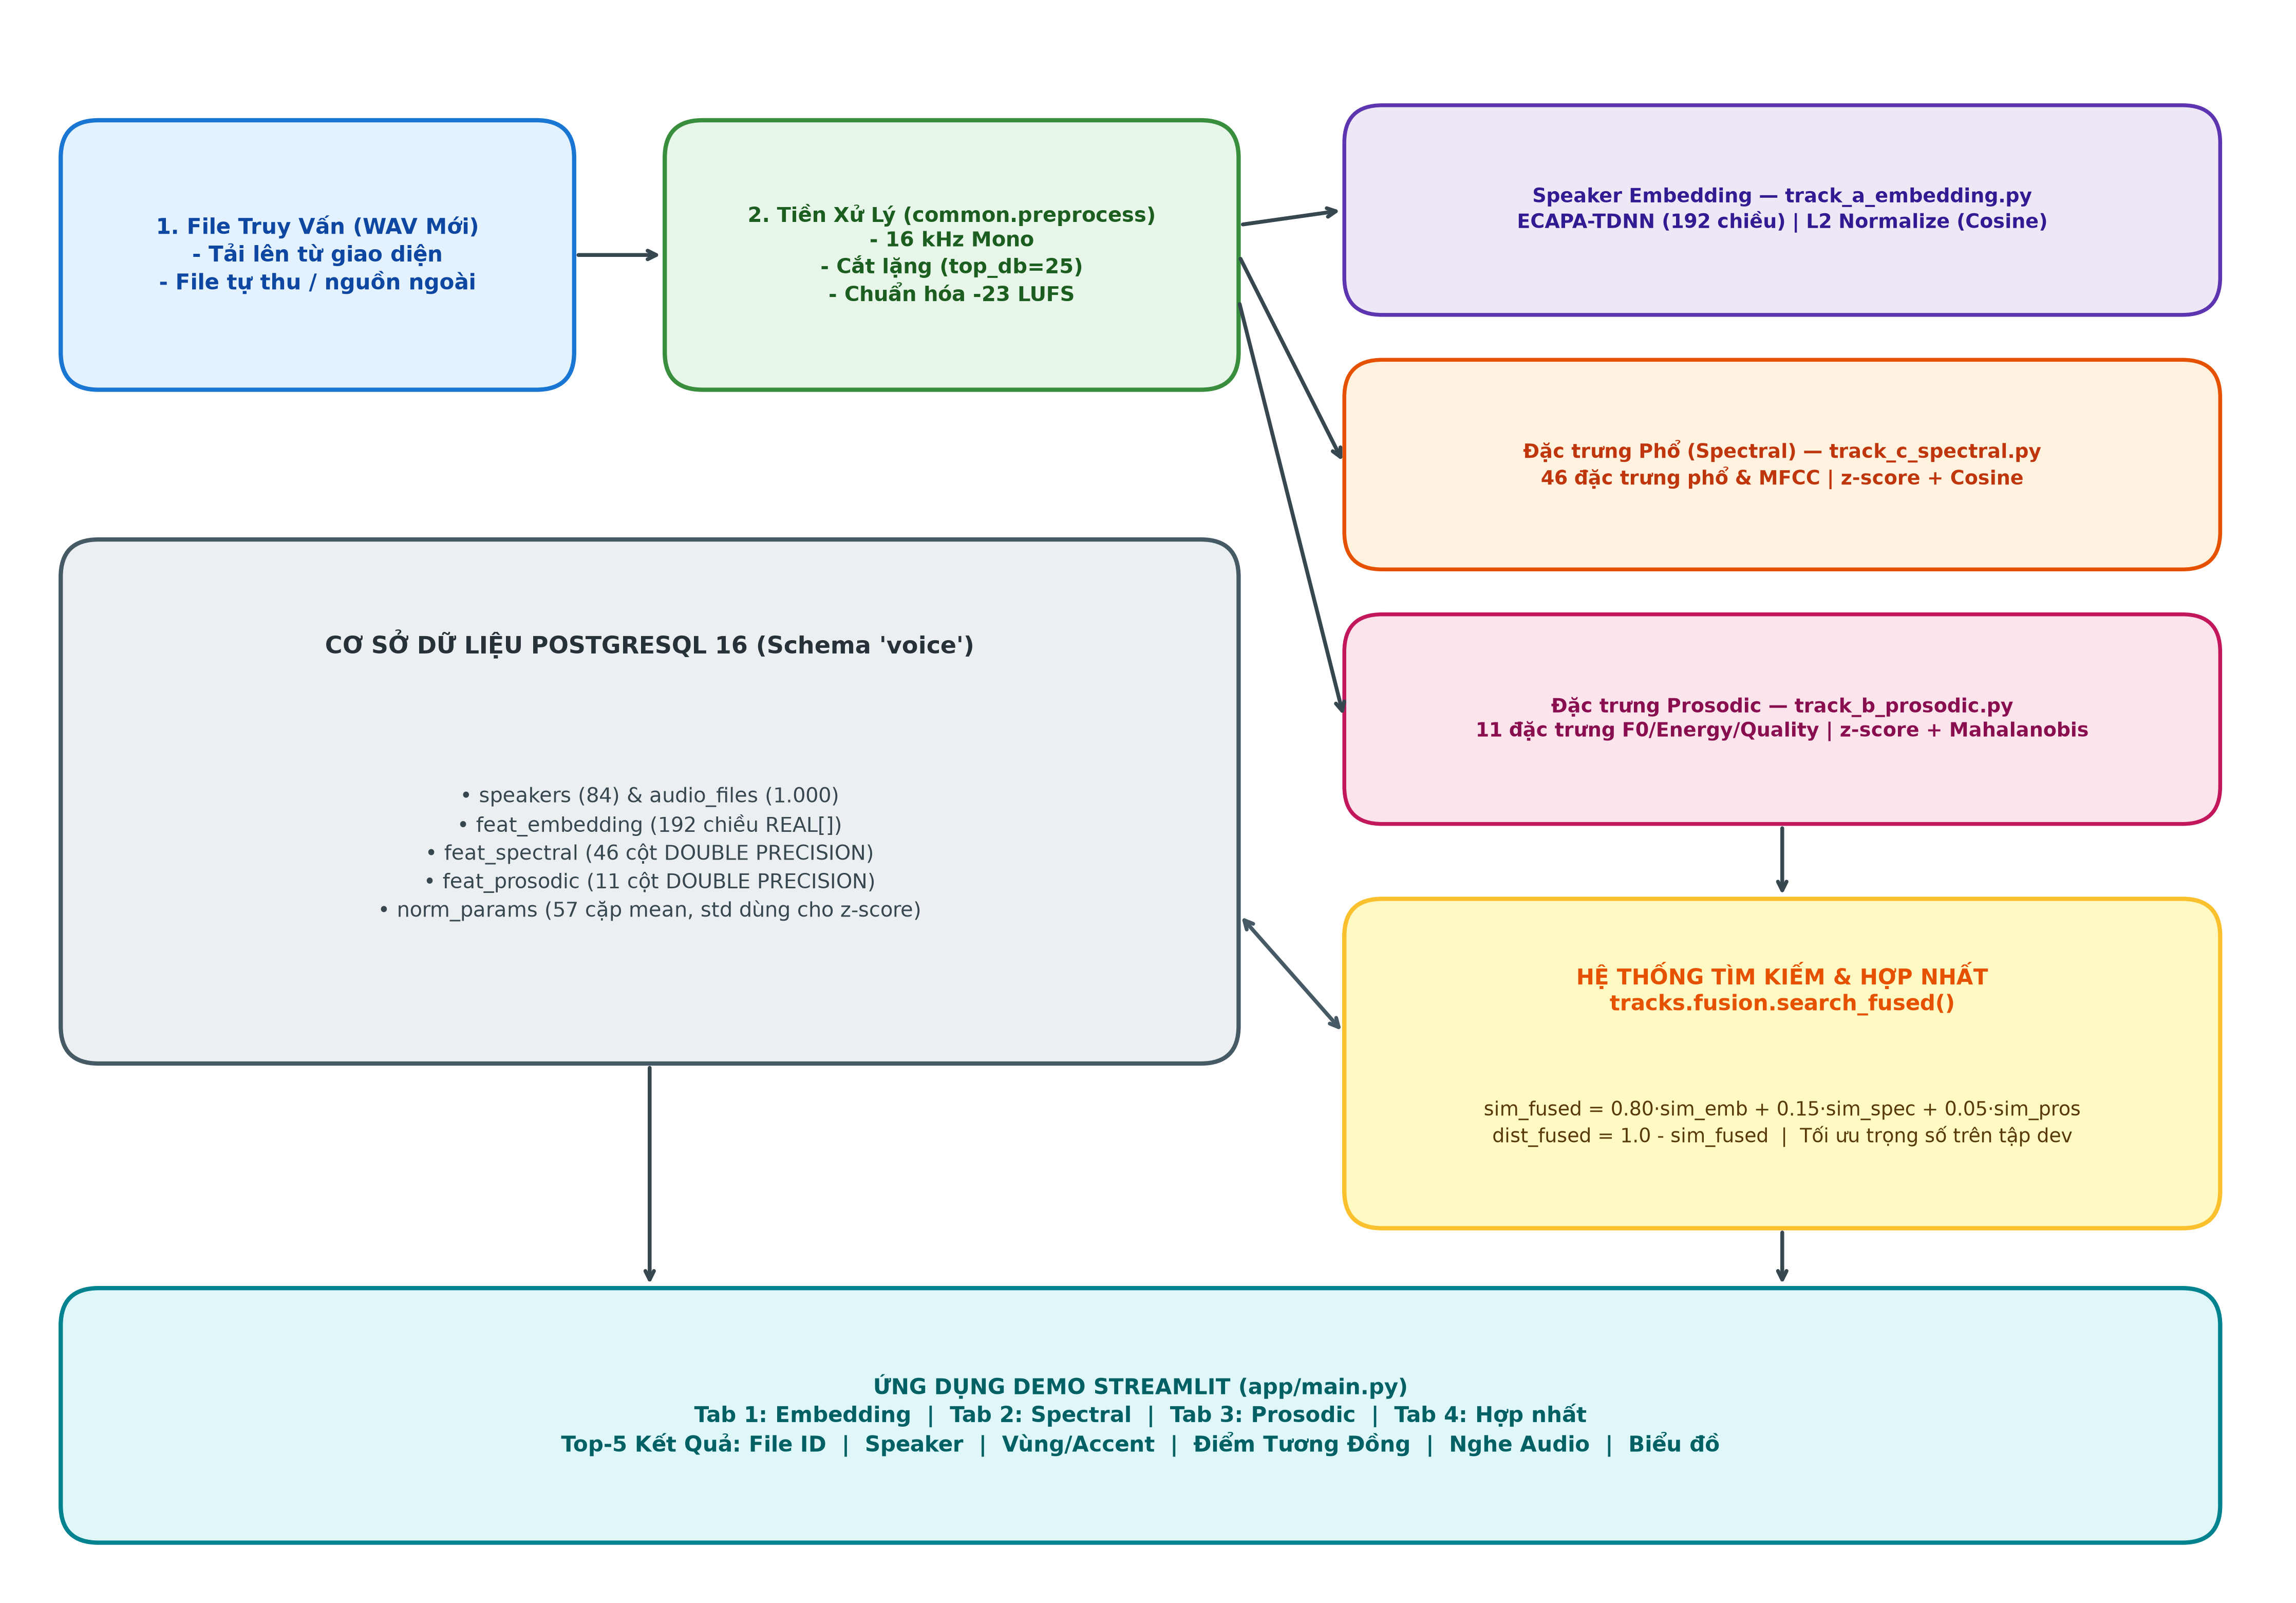 1. File Truy Vấn (WAV Mới)
- Tải lên từ giao diện
- File tự thu / nguồn ngoài
2. Tiền Xử Lý (common.preprocess)
- 16 kHz Mono
- Cắt lặng (top_db=25)
- Chuẩn hóa -23 LUFS
Speaker Embedding — track_a_embedding.py
ECAPA-TDNN (192 chiều) | L2 Normalize (Cosine)
Đặc trưng Phổ (Spectral) — track_c_spectral.py
46 đặc trưng phổ & MFCC | z-score + Cosine
Đặc trưng Prosodic — track_b_prosodic.py
11 đặc trưng F0/Energy/Quality | z-score + Mahalanobis
CƠ SỞ DỮ LIỆU POSTGRESQL 16 (Schema 'voice')
• speakers (84) & audio_files (1.000)
• feat_embedding (192 chiều REAL[])
• feat_spectral (46 cột DOUBLE PRECISION)
• feat_prosodic (11 cột DOUBLE PRECISION)
• norm_params (57 cặp mean, std dùng cho z-score)
HỆ THỐNG TÌM KIẾM & HỢP NHẤT
tracks.fusion.search_fused()
sim_fused = 0.80·sim_emb + 0.15·sim_spec + 0.05·sim_pros
dist_fused = 1.0 - sim_fused | Tối ưu trọng số trên tập dev
ỨNG DỤNG DEMO STREAMLIT (app/main.py)
Tab 1: Embedding | Tab 2: Spectral | Tab 3: Prosodic | Tab 4: Hợp nhất
Top-5 Kết Quả: File ID | Speaker | Vùng/Accent | Điểm Tương Đồng | Nghe Audio | Biểu đồ